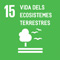 15 VIDA DELS
ECOSISTEMES
TERRESTRES